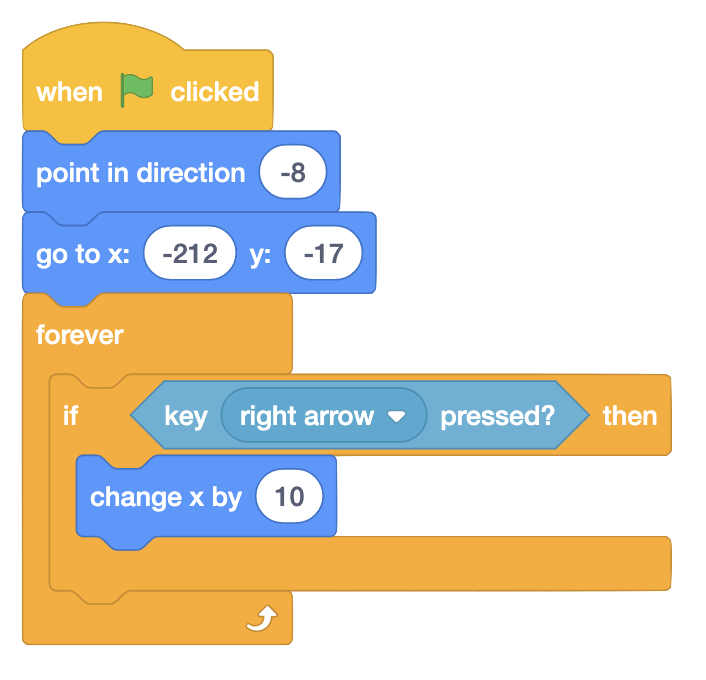 when clicked
point in direction -8
go to x: -212 y: -17
forever
if key right arrow pressed? then
change x by 10